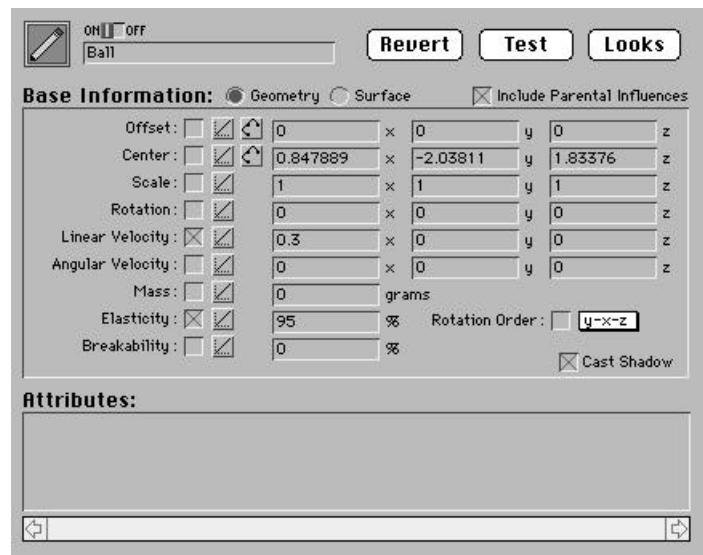 ON OFF
Ball
Revert Test Looks
Base Information: Geometry Surface Include Parental Influences
Offset: 0 x 0 y 0 z
Center: 0.847889 x -2.03811 y 1.83376 z
Scale: 1 x 1 y 1 z
Rotation: 0 x 0 y 0 z
Linear Velocity: 0.3 x 0 y 0 z
Angular Velocity: 0 x 0 y 0 z
Mass: 0 grams
Elasticity: 95 % Rotation Order: y-x-z
Breakability: 0 %
Cast Shadow
Attributes: